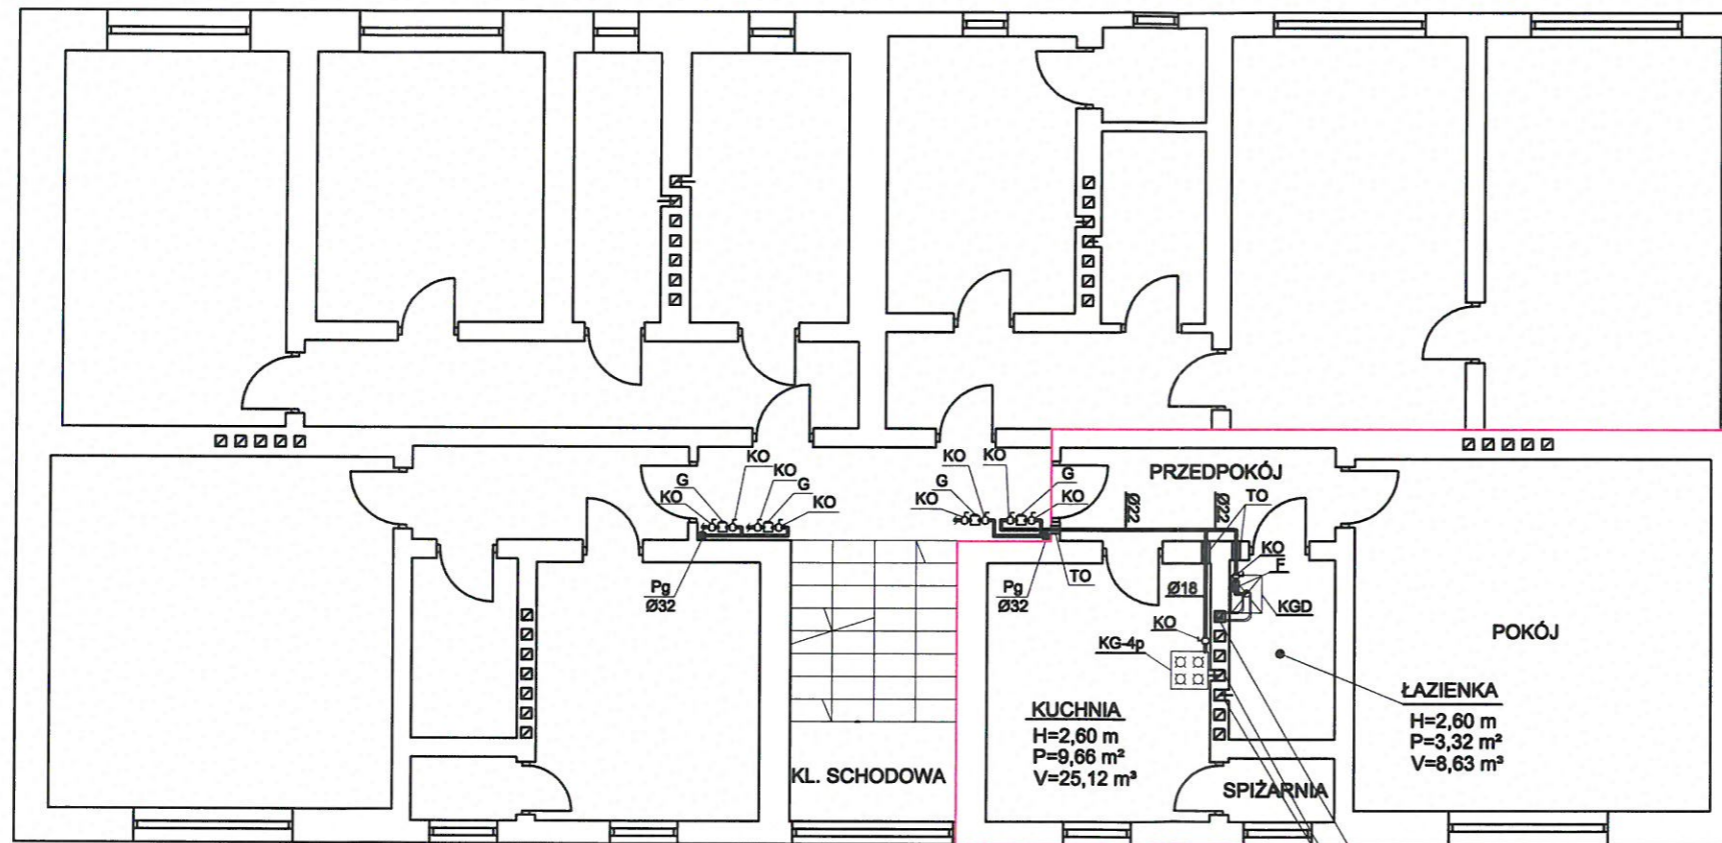 KO
KO
G
KO
G
KO
Pg
Ø32
KO
KO
G
G
KO
KO
Pg
Ø32
TO
PRZEDPOKÓJ
Ø22
Ø22
TO
KO
F
KGD
Ø18
KO
KG-4p
KUCHNIA
H=2,60 m
P=9,66 m²
V=25,12 m³
KL. SCHODOWA
SPIŻARNIA
POKÓJ
ŁAZIENKA
H=2,60 m
P=3,32 m²
V=8,63 m³